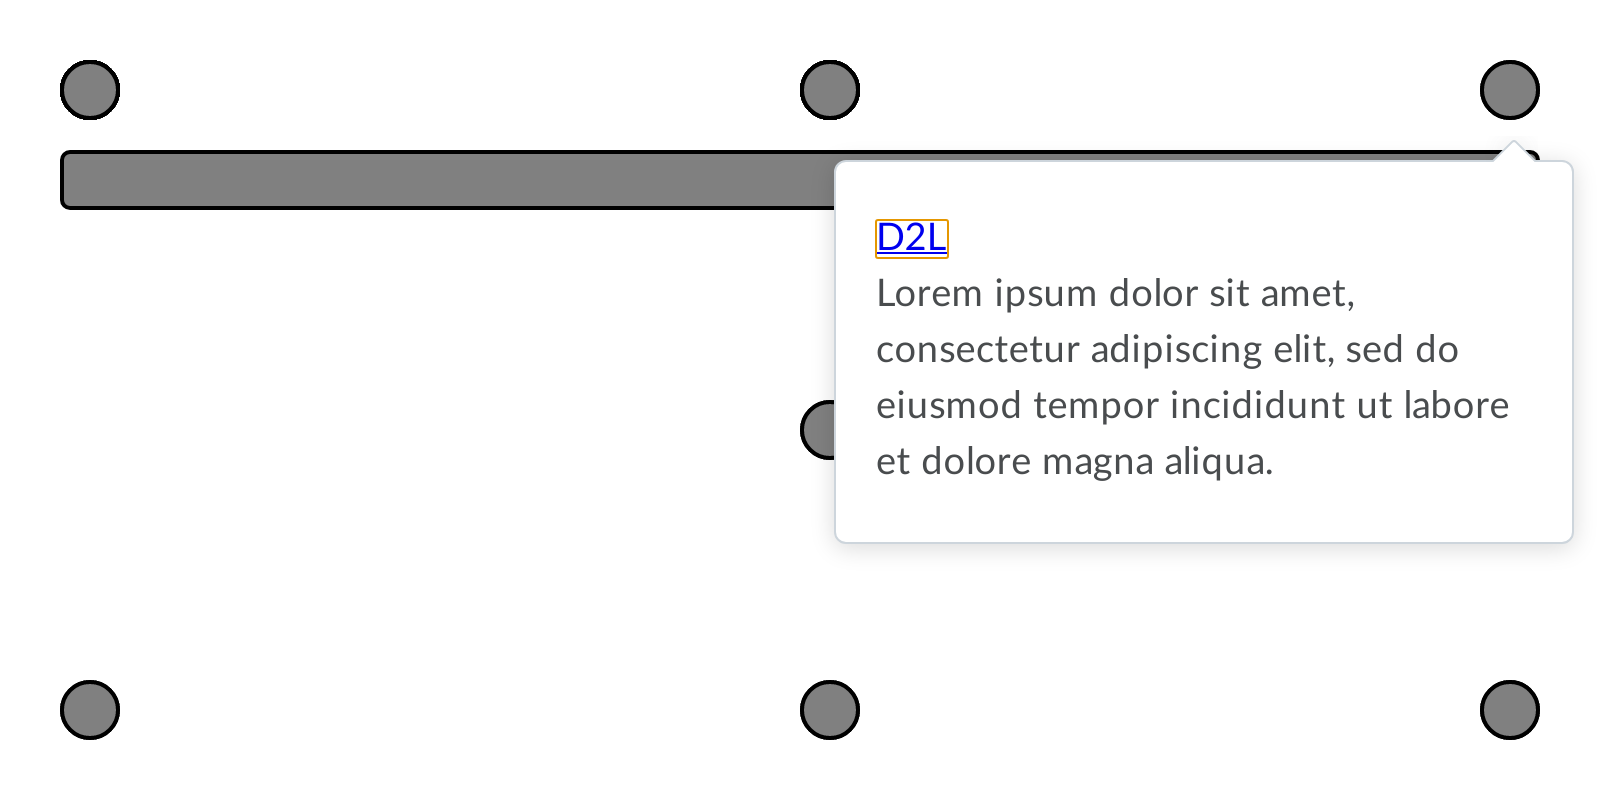 D2L
Lorem ipsum dolor sit amet,
consectetur adipiscing elit, sed do
eiusmod tempor incididunt ut labore
et dolore magna aliqua.